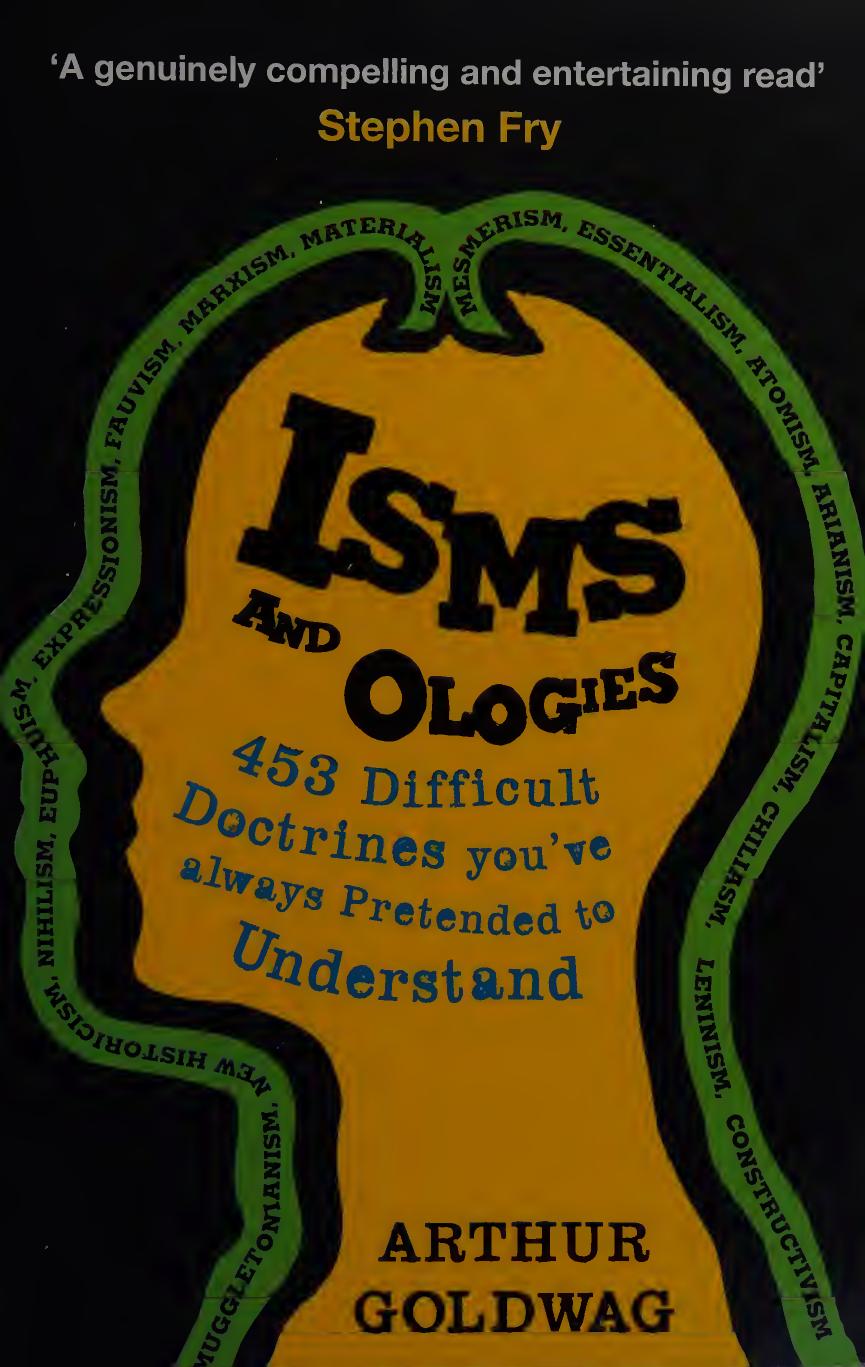 ‘A genuinely compelling and entertaining read’
Stephen Fry
MUGGLETONIANISM, NEW HISTORICISM, NIHILISM, EUPHUISM, EXPRESSIONISM, FAUVISM, MARXISM, MATERIALISM
MESMERISM, ESSENTIALISM, ATOMISM, ARIANISM, CAPITALISM, CHILIASM, LENINISM, CONSTRUCTIVISM
ISMS
AND
OLOGIES
453 Difficult
Doctrines you've
always Pretended to
Understand
ARTHUR
GOLDWAG